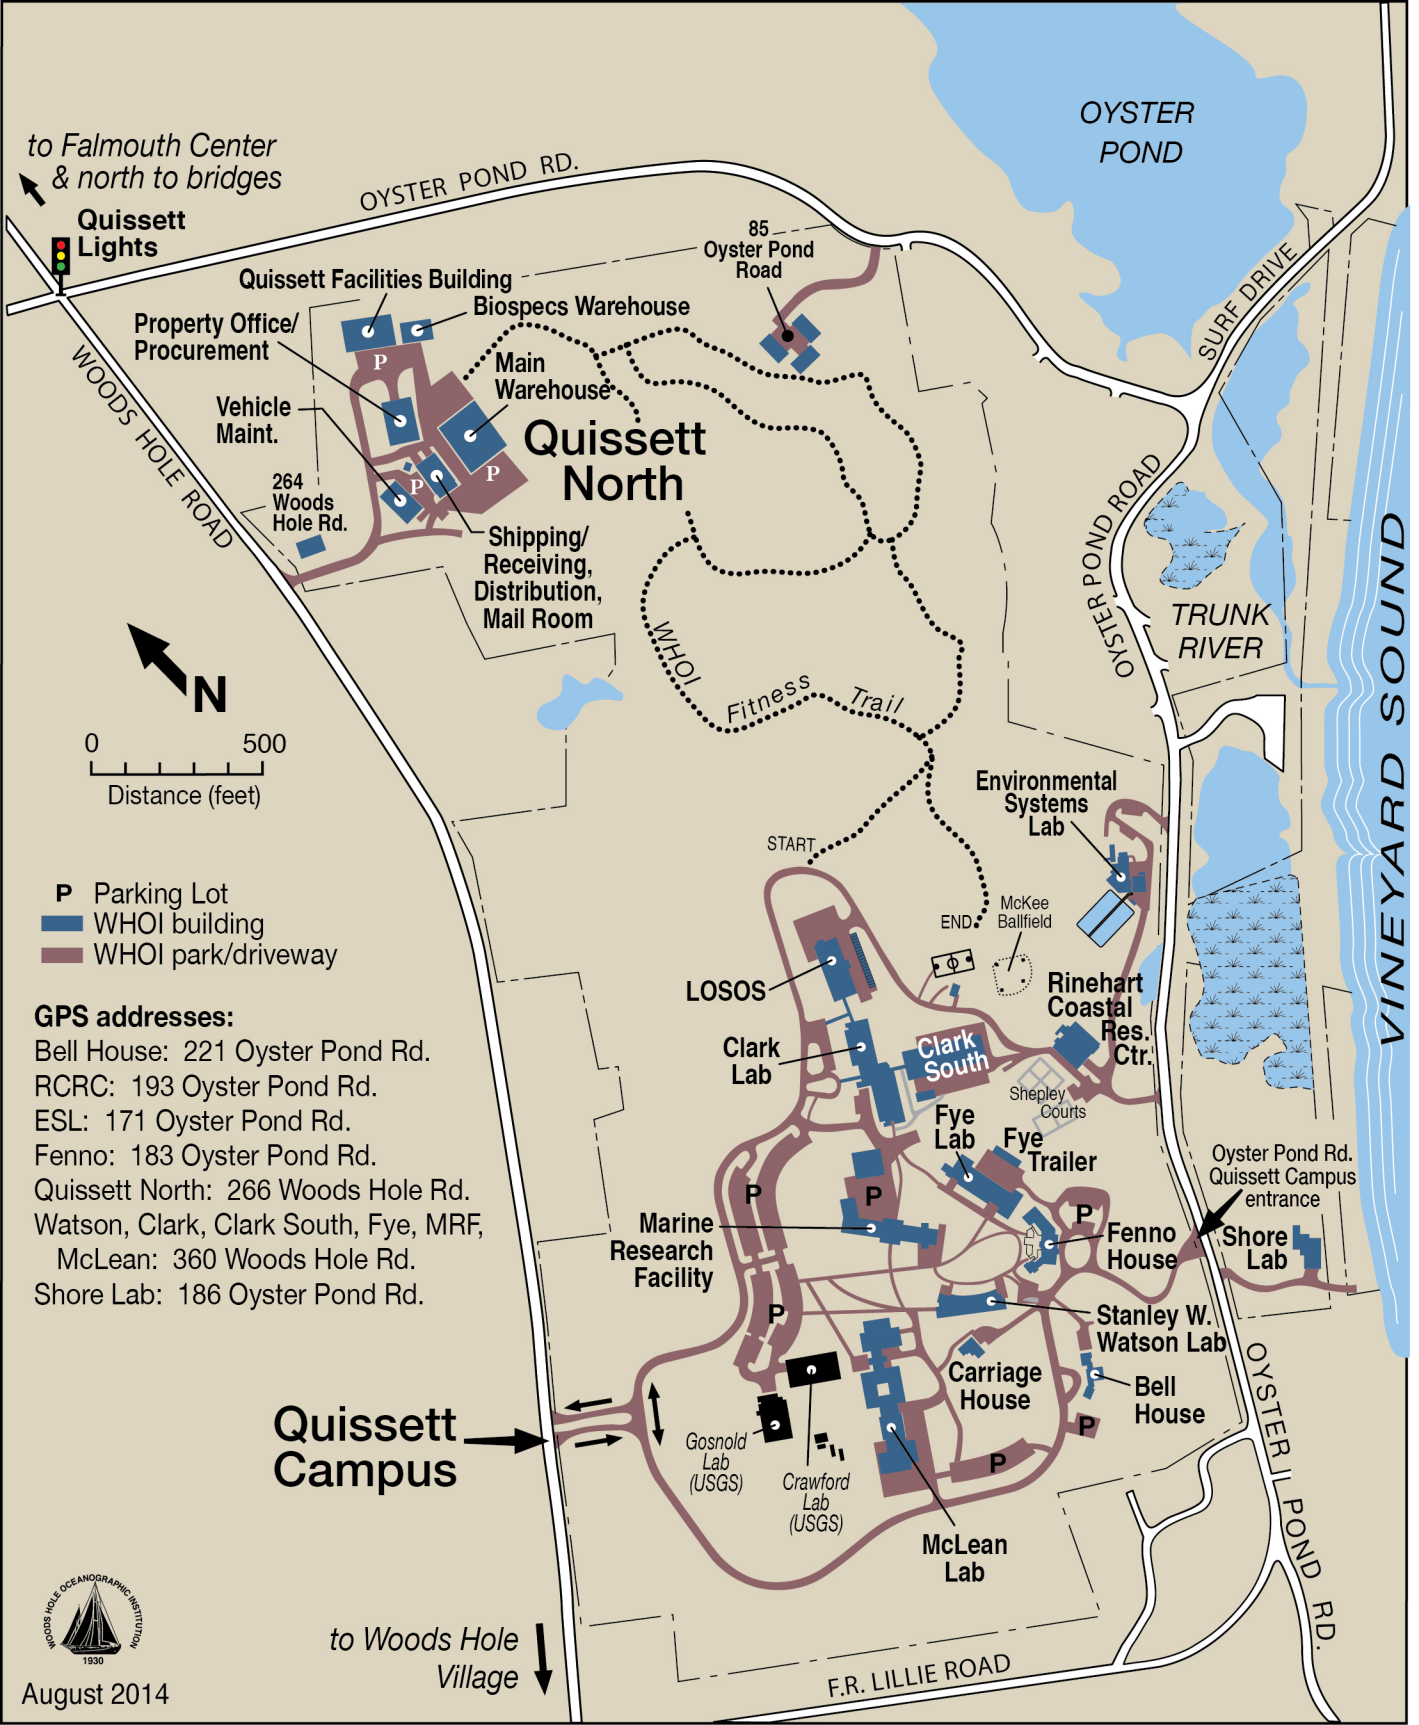 OYSTER
POND
to Falmouth Center
& north to bridges
OYSTER POND RD.
Quissett
Lights
85
Oyster Pond
Road
SURF DRIVE
Quissett Facilities Building
Biospecs Warehouse
Property Office/
Procurement
P
Main
Warehouse
WOODS HOLE ROAD
Vehicle
Maint.
Quissett
North
P
P
264
Woods
Hole Rd.
Shipping/
Receiving,
Distribution,
Mail Room
OYSTER POND ROAD
TRUNK
RIVER
VINEYARD SOUND
WHOI
Fitness
Trail
N
0 500
Distance (feet)
Environmental
Systems
Lab
START
END
McKee
Ballfield
P Parking Lot
WHOI building
WHOI park/driveway
LOSOS
Rinehart
Coastal
Res.
Ctr.
GPS addresses:
Bell House: 221 Oyster Pond Rd.
RCRC: 193 Oyster Pond Rd.
ESL: 171 Oyster Pond Rd.
Fenno: 183 Oyster Pond Rd.
Quissett North: 266 Woods Hole Rd.
Watson, Clark, Clark South, Fye, MRF,
McLean: 360 Woods Hole Rd.
Shore Lab: 186 Oyster Pond Rd.
Clark
Lab
Clark
South
Shepley
Courts
Fye
Lab
Fye
Trailer
Oyster Pond Rd.
Quissett Campus
entrance
P
P
P
Marine
Research
Facility
Fenno
House
Shore
Lab
P
Stanley W.
Watson Lab
Carriage
House
Bell
House
P
P
Quissett
Campus
Gosnold
Lab
(USGS)
Crawford
Lab
(USGS)
McLean
Lab
OYSTER POND RD.
WOODS HOLE OCEANOGRAPHIC INSTITUTION
1930
August 2014
to Woods Hole
Village
F.R. LILLIE ROAD